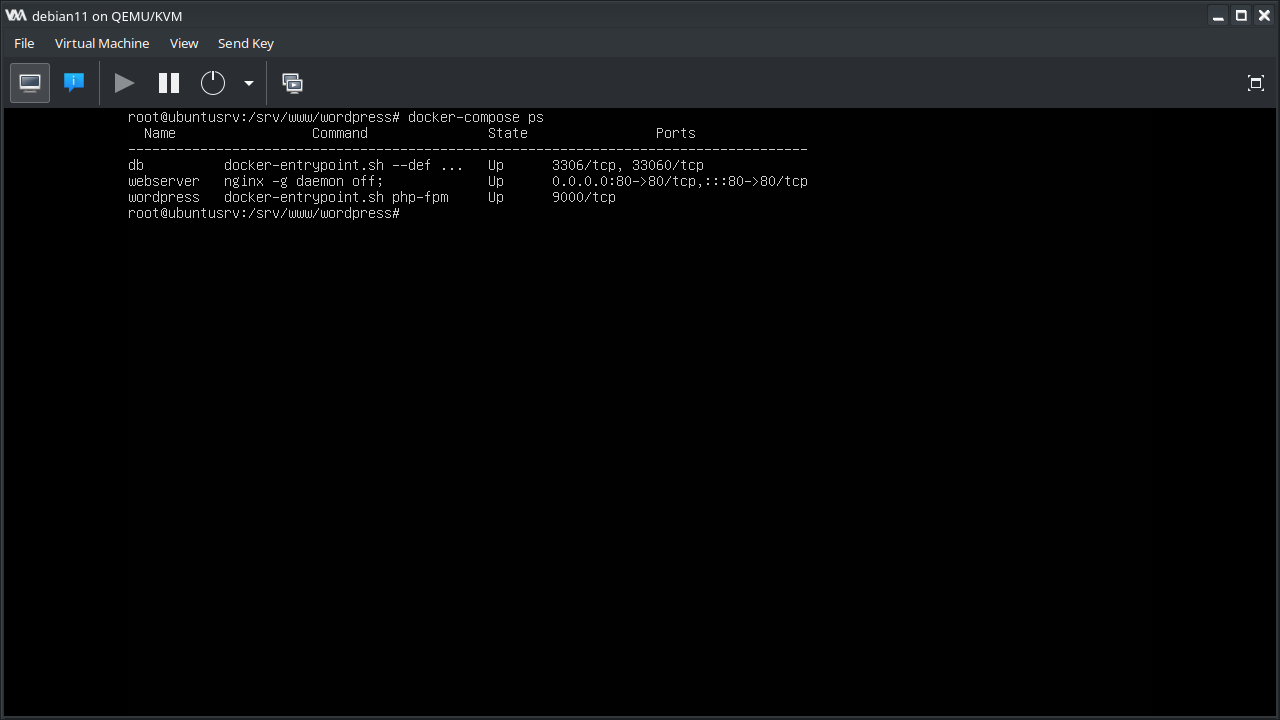 debian11 on QEMU/KVM
File Virtual Machine View Send Key
root@ubuntusrv:/srv/www/wordpress# docker-compose ps
Name Command State Ports
--------------------------------------------------------------------------------
db docker-entrypoint.sh --def ... Up 3306/tcp, 33060/tcp
webserver nginx -g daemon off; Up 0.0.0.0:80->80/tcp,:::80->80/tcp
wordpress docker-entrypoint.sh php-fpm Up 9000/tcp
root@ubuntusrv:/srv/www/wordpress#